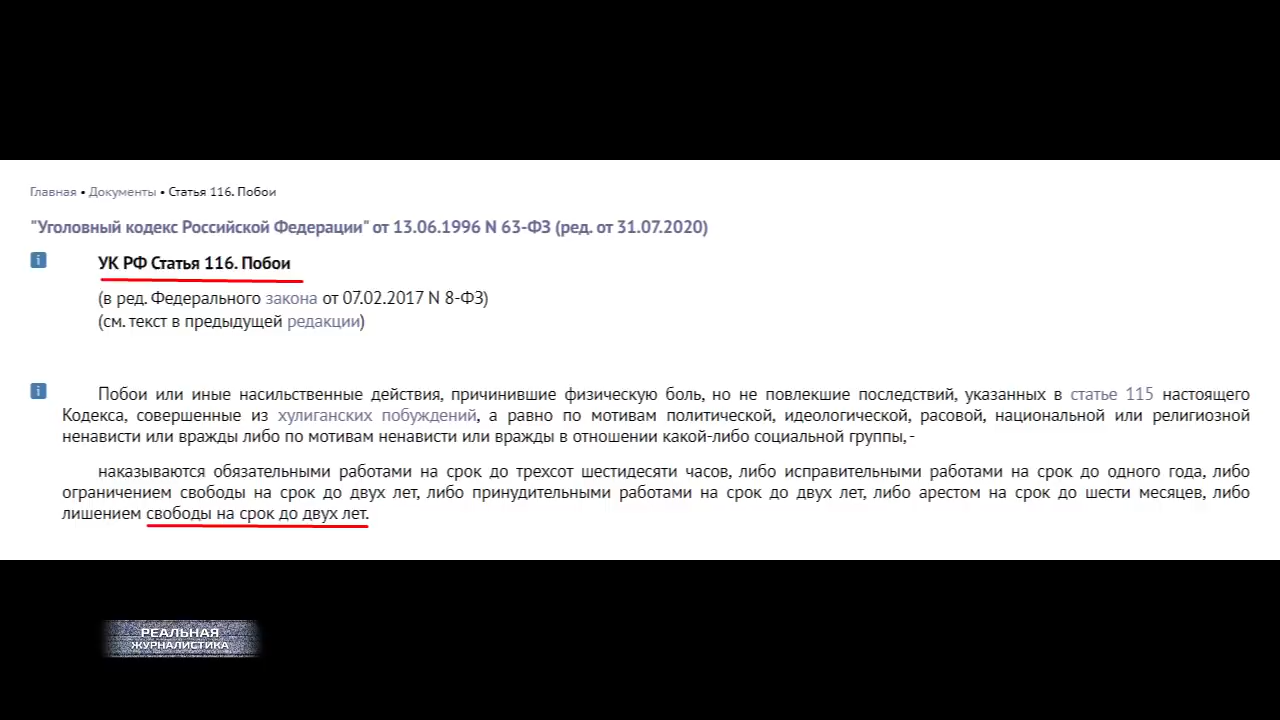 Главная • Документы • Статья 116. Побои
"Уголовный кодекс Российской Федерации" от 13.06.1996 N 63-ФЗ (ред. от 31.07.2020)
i
УК РФ Статья 116. Побои
(в ред. Федерального закона от 07.02.2017 N 8-ФЗ)
(см. текст в предыдущей редакции)
i
Побои или иные насильственные действия, причинившие физическую боль, но не повлекшие последствий, указанных в статье 115 настоящего
Кодекса, совершенные из хулиганских побуждений, а равно по мотивам политической, идеологической, расовой, национальной или религиозной
ненависти или вражды либо по мотивам ненависти или вражды в отношении какой-либо социальной группы, -
наказываются обязательными работами на срок до трехсот шестидесяти часов, либо исправительными работами на срок до одного года, либо
ограничением свободы на срок до двух лет, либо принудительными работами на срок до двух лет, либо арестом на срок до шести месяцев, либо
лишением свободы на срок до двух лет.
РЕАЛЬНАЯ
ЖУРНАЛИСТИКА